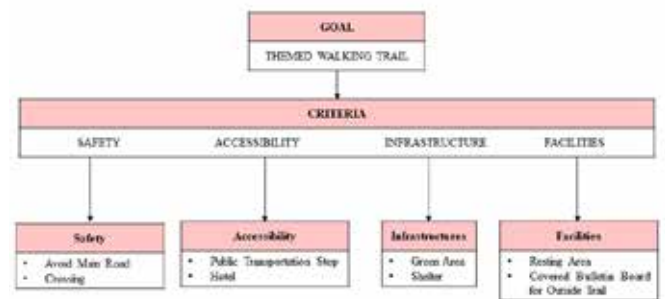 GOAL
THEMED WALKING TRAIL
CRITERIA
SAFETY ACCESSIBILITY INFRASTRUCTURE FACILITIES
Safety
• Avoid Main Road
• Crossing
Accessibility
• Public Transportation Stop
• Hotel
Infrastructures
• Green Area
• Shelter
Facilities
• Resting Area
• Covered Bulletin Board
for Outside Trail